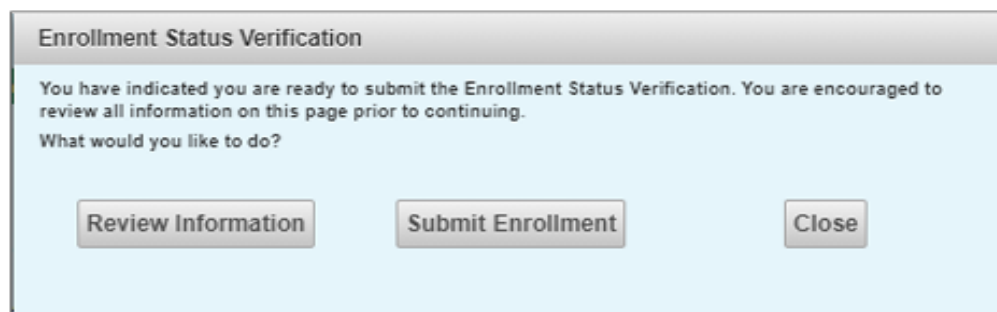 Enrollment Status Verification
You have indicated you are ready to submit the Enrollment Status Verification. You are encouraged to
review all information on this page prior to continuing.
What would you like to do?
Review Information Submit Enrollment Close